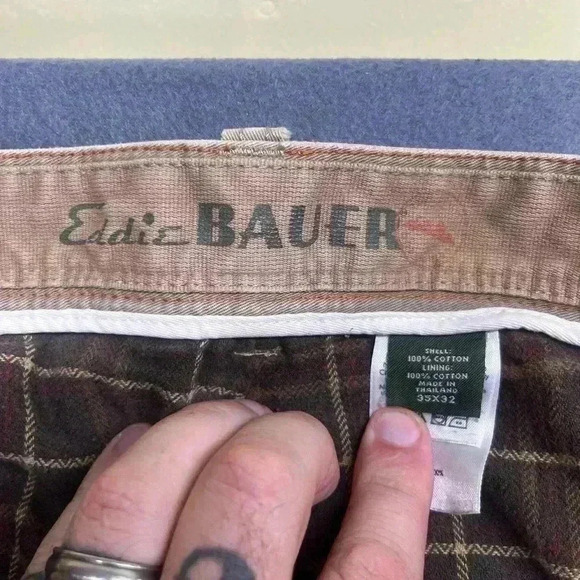 Eddie BAUER
SHELL:
100% COTTON
LINING:
100% COTTON
MADE IN
THAILAND
35X32